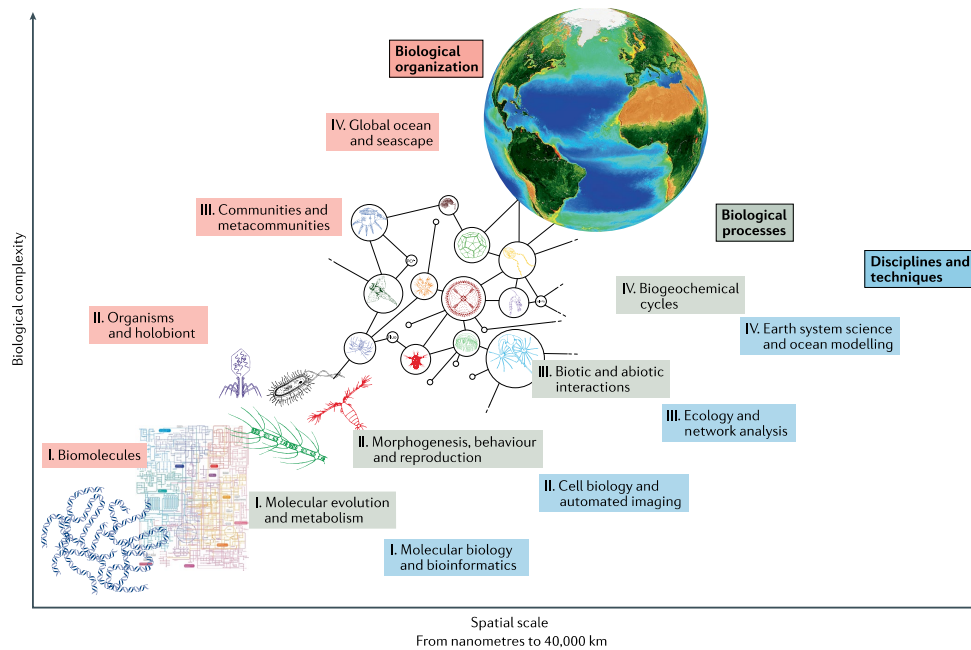 Biological
organization
IV. Global ocean
and seascape
III. Communities and
metacommunities
Biological
processes
Disciplines and
techniques
IV. Biogeochemical
cycles
II. Organisms
and holobiont
IV. Earth system science
and ocean modelling
III. Biotic and abiotic
interactions
III. Ecology and
network analysis
I. Biomolecules
II. Morphogenesis, behaviour
and reproduction
II. Cell biology and
automated imaging
I. Molecular evolution
and metabolism
I. Molecular biology
and bioinformatics
Biological complexity
Spatial scale
From nanometres to 40,000 km